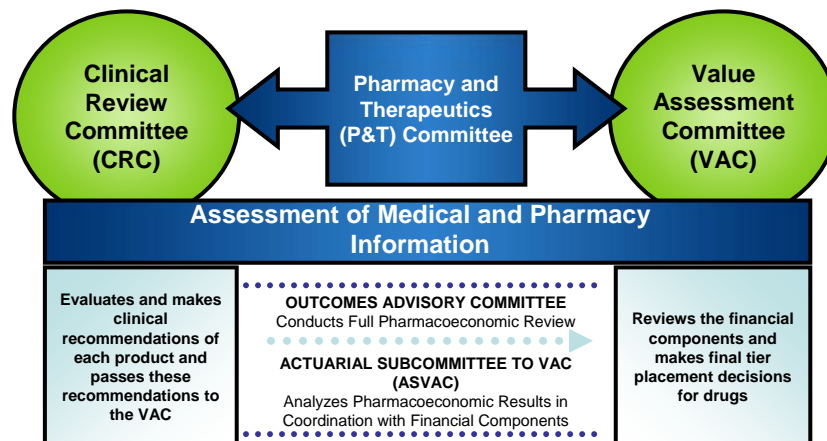 Clinical
Review
Committee
(CRC)
Pharmacy and
Therapeutics
(P&T) Committee
Value
Assessment
Committee
(VAC)
Assessment of Medical and Pharmacy
Information
Evaluates and makes
clinical
recommendations of
each product and
passes these
recommendations to
the VAC
OUTCOMES ADVISORY COMMITTEE
Conducts Full Pharmacoeconomic Review
ACTUARIAL SUBCOMMITTEE TO VAC
(ASVAC)
Analyzes Pharmacoeconomic Results in
Coordination with Financial Components
Reviews the financial
components and
makes final tier
placement decisions
for drugs